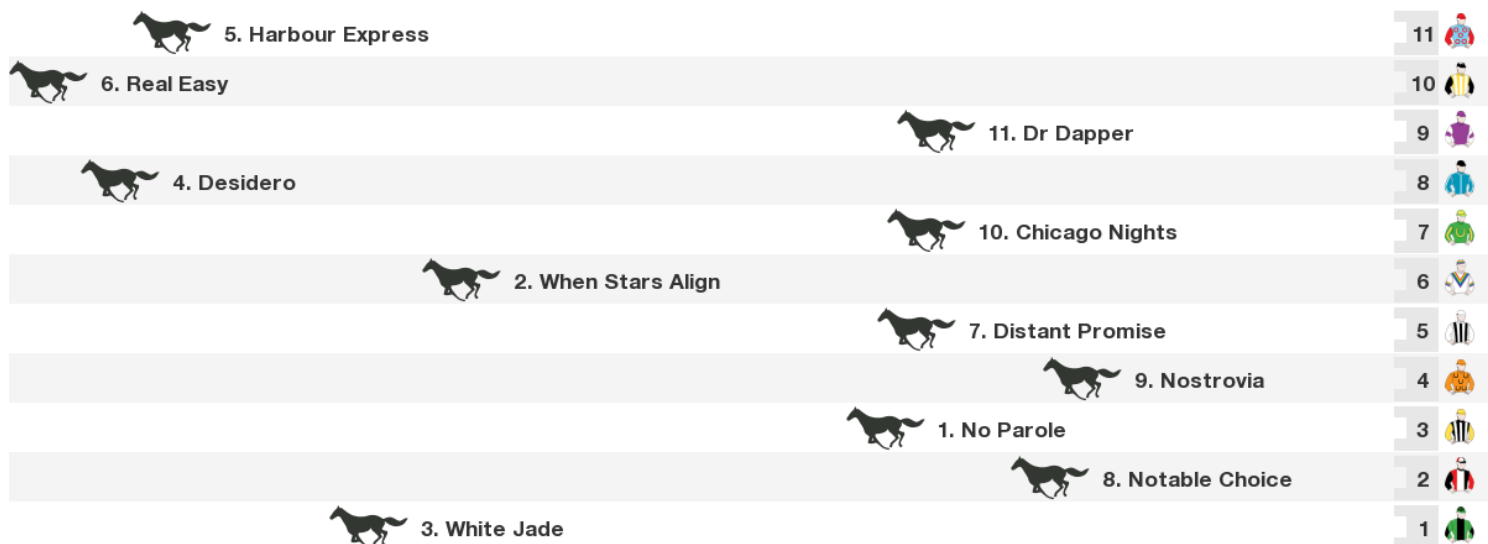 5. Harbour Express 11
6. Real Easy 10
11. Dr Dapper 9
4. Desidero 8
10. Chicago Nights 7
2. When Stars Align 6
7. Distant Promise 5
9. Nostrovia 4
1. No Parole 3
8. Notable Choice 2
3. White Jade 1